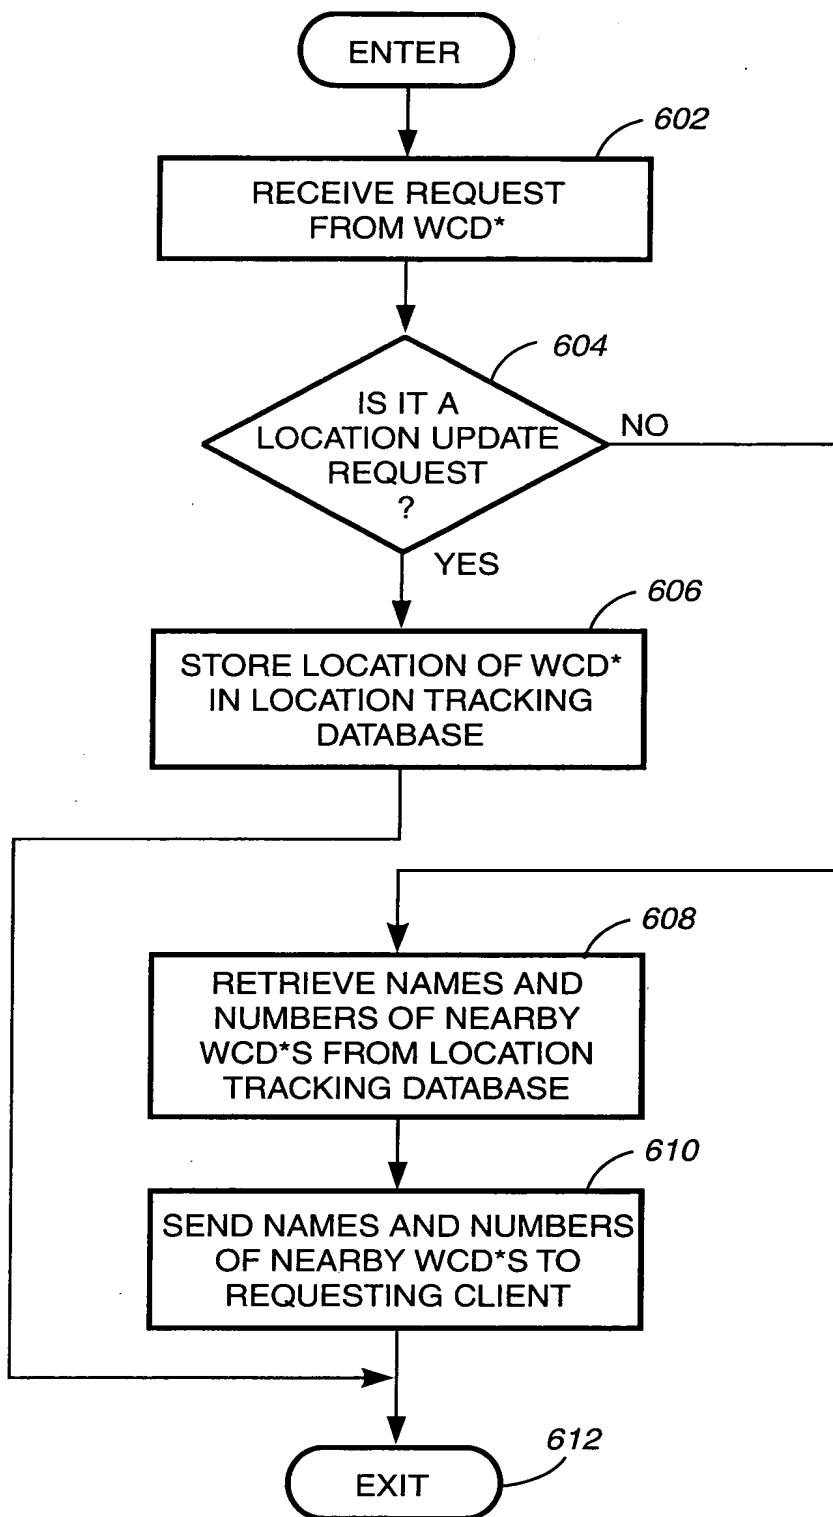 ENTER
602
RECEIVE REQUEST
FROM WCD*
604
IS IT A
LOCATION UPDATE
REQUEST
?
NO
YES
606
STORE LOCATION OF WCD*
IN LOCATION TRACKING
DATABASE
608
RETRIEVE NAMES AND
NUMBERS OF NEARBY
WCD*S FROM LOCATION
TRACKING DATABASE
610
SEND NAMES AND NUMBERS
OF NEARBY WCD*S TO
REQUESTING CLIENT
612
EXIT